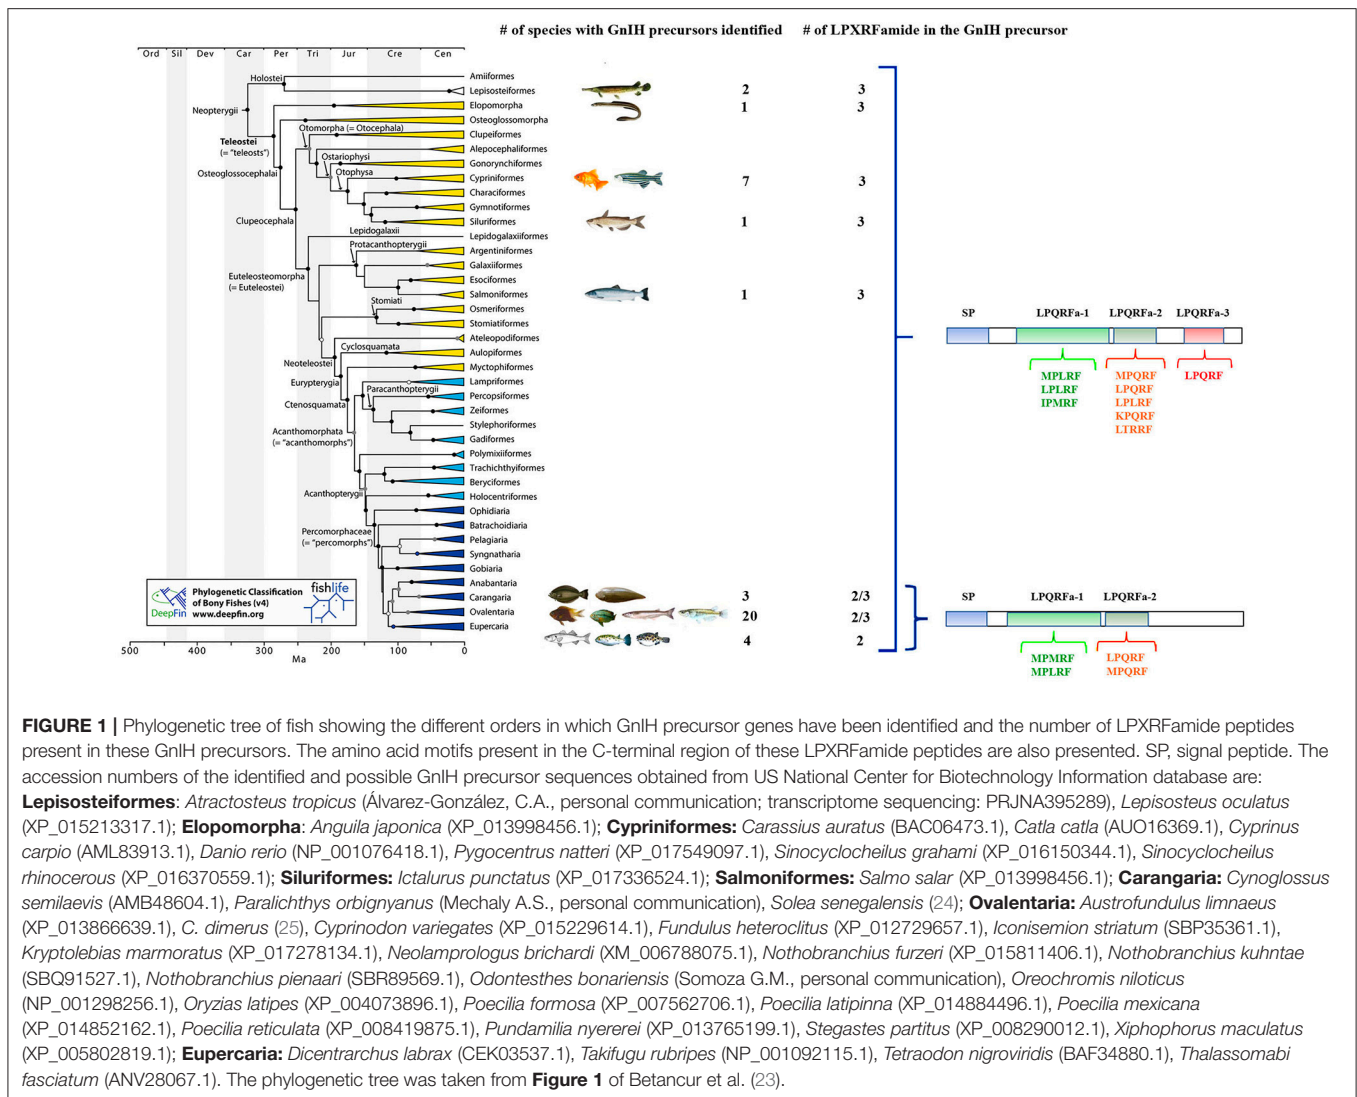 # of species with GnIH precursors identified
# of LPXRFamide in the GnIH precursor
Ord Sil Dev Car Per Tri Jur Cre Cen
Holostei
Amiiformes
Lepisosteiformes
2
3
Neopterygii
Elopomorpha
1
3
Osteoglossomorpha
Otomorpha (= Otocephala)
Clupeiformes
Teleostei
(= "teleosts")
Alepocephaliformes
Ostariophysi
Gonorynchiformes
Osteoglossocephalai
Otophysa
Cypriniformes
7
3
Characiformes
Gymnotiformes
Clupeocephala
Siluriformes
1
3
Lepidogalaxii
Lepidogalaxiiformes
Protacanthopterygii
Argentiniformes
Galaxiiformes
Euteleosteomorpha
(= Euteleostei)
Esociformes
Salmoniformes
1
3
Stomiati
Osmeriformes
Stomiatiformes
Ateleopodiformes
Cyclosquamata
Aulopiformes
Neoteleostei
Myctophiformes
Eurypterygia
Lampriformes
Paracanthopterygii
Ctenosquamata
Percopsiformes
Zeiformes
Stylephoriformes
Acanthomorphata
(= "acanthomorphs")
Gadiformes
Polymixiiformes
Trachichthyiformes
Beryciformes
Acanthopterygii
Holocentriformes
Ophidiaria
Batrachoidiaria
Percomorphaceae
(= "percomorphs")
Pelagiaria
Syngnatharia
Gobiaria
Anabantaria
Carangaria
3
2/3
Ovalentaria
20
2/3
Eupercaria
4
2
DeepFin
Phylogenetic Classification
of Bony Fishes (v4)
www.deepfin.org
fishlife
500 400 300 200 100 0
Ma
SP LPQRFa-1 LPQRFa-2 LPQRFa-3
MPLRF
LPLRF
IPMRF
MPQRF
LPQRF
LPLRF
KPQRF
LTRRF
LPQRF
SP LPQRFa-1 LPQRFa-2
MPMRF
MPLRF
LPQRF
MPQRF
FIGURE 1 | Phylogenetic tree of fish showing the different orders in which GnIH precursor genes have been identified and the number of LPXRFamide peptides
present in these GnIH precursors. The amino acid motifs present in the C-terminal region of these LPXRFamide peptides are also presented. SP, signal peptide. The
accession numbers of the identified and possible GnIH precursor sequences obtained from US National Center for Biotechnology Information database are:
Lepisosteiformes: Atractosteus tropicus (Álvarez-González, C.A., personal communication; transcriptome sequencing: PRJNA395289), Lepisosteus oculatus
(XP_015213317.1); Elopomorpha: Anguila japonica (XP_013998456.1); Cypriniformes: Carassius auratus (BAC06473.1), Catla catla (AUO16369.1), Cyprinus
carpio (AML83913.1), Danio rerio (NP_001076418.1), Pygocentrus natteri (XP_017549097.1), Sinocyclocheilus grahami (XP_016150344.1), Sinocyclocheilus
rhinocerous (XP_016370559.1); Siluriformes: Ictalurus punctatus (XP_017336524.1); Salmoniformes: Salmo salar (XP_013998456.1); Carangaria: Cynoglossus
semilaevis (AMB48604.1), Paralichthys orbignyanus (Mechaly A.S., personal communication), Solea senegalensis (24); Ovalentaria: Austrofundulus limnaeus
(XP_013866639.1), C. dimerus (25), Cyprinodon variegates (XP_015229614.1), Fundulus heteroclitus (XP_012729657.1), Iconisemion striatum (SBP35361.1),
Kryptolebias marmoratus (XP_017278134.1), Neolamprologus brichardi (XM_006788075.1), Nothobranchius furzeri (XP_015811406.1), Nothobranchius kuhntae
(SBQ91527.1), Nothobranchius pienaari (SBR89569.1), Odontesthes bonariensis (Somoza G.M., personal communication), Oreochromis niloticus
(NP_001298256.1), Oryzias latipes (XP_004073896.1), Poecilia formosa (XP_007562706.1), Poecilia latipinna (XP_014884496.1), Poecilia mexicana
(XP_014852162.1), Poecilia reticulata (XP_008419875.1), Pundamilia nyererei (XP_013765199.1), Stegastes partitus (XP_008290012.1), Xiphophorus maculatus
(XP_005802819.1); Eupercaria: Dicentrarchus labrax (CEK03537.1), Takifugu rubripes (NP_001092115.1), Tetraodon nigroviridis (BAF34880.1), Thalassomabi
fasciatum (ANV28067.1). The phylogenetic tree was taken from Figure 1 of Betancur et al. (23).